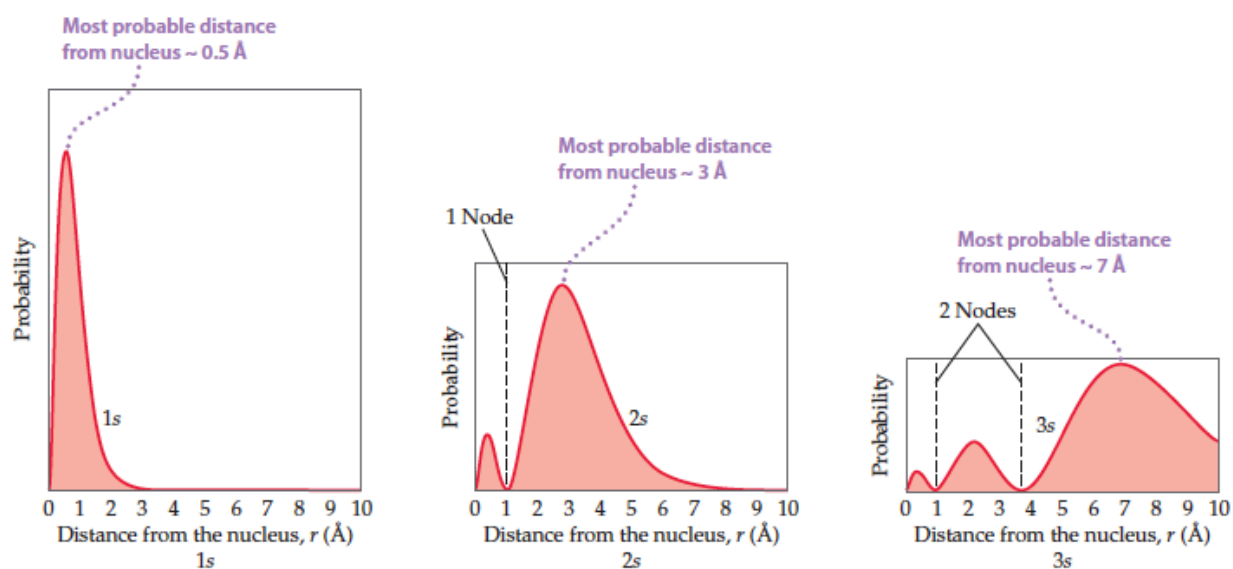 Most probable distance
from nucleus ~ 0.5 Å
Probability
1s
0 1 2 3 4 5 6 7 8 9 10
Distance from the nucleus, r (Å)
1s
Most probable distance
from nucleus ~ 3 Å
1 Node
Probability
2s
0 1 2 3 4 5 6 7 8 9 10
Distance from the nucleus, r (Å)
2s
Most probable distance
from nucleus ~ 7 Å
2 Nodes
Probability
3s
0 1 2 3 4 5 6 7 8 9 10
Distance from the nucleus, r (Å)
3s